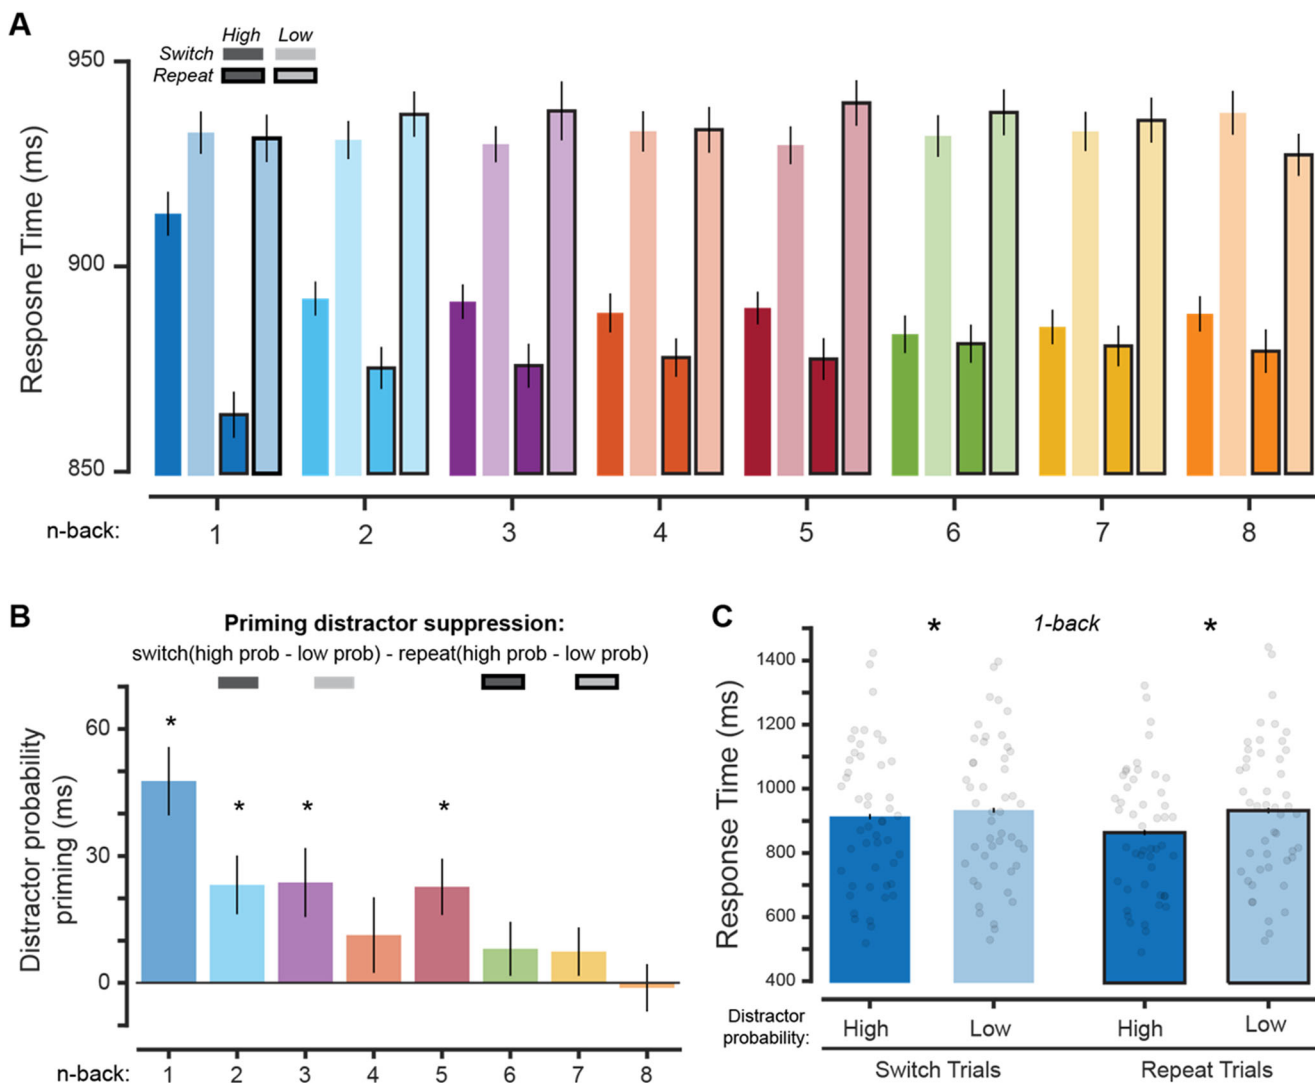 A
High Low
Switch
Repeat
950
900
850
Resposne Time (ms)
n-back: 1 2 3 4 5 6 7 8
B
Priming distractor suppression:
switch(high prob - low prob) - repeat(high prob - low prob)
Distractor probability
priming (ms)
60
30
0
* * * *
n-back: 1 2 3 4 5 6 7 8
C
* 1-back *
Response Time (ms)
1400
1200
1000
800
600
400
Distractor
probability: High Low High Low
Switch Trials Repeat Trials